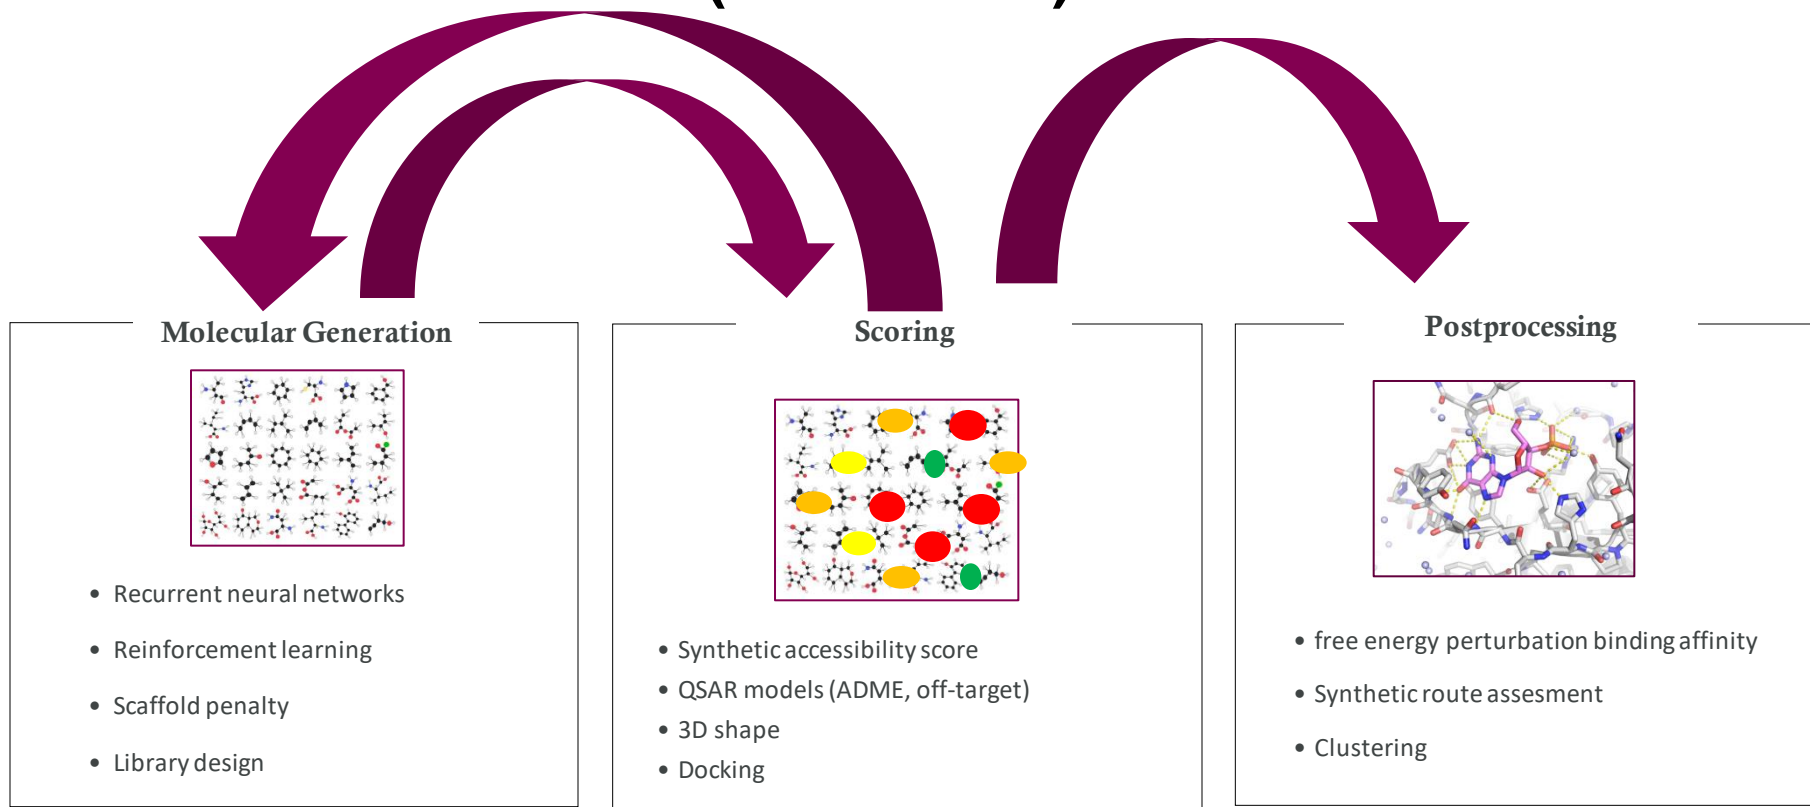 Molecular Generation
Scoring
Postprocessing
• Recurrent neural networks
• Reinforcement learning
• Scaffold penalty
• Library design
• Synthetic accessibility score
• QSAR models (ADME, off-target)
• 3D shape
• Docking
• free energy perturbation binding affinity
• Synthetic route assesment
• Clustering